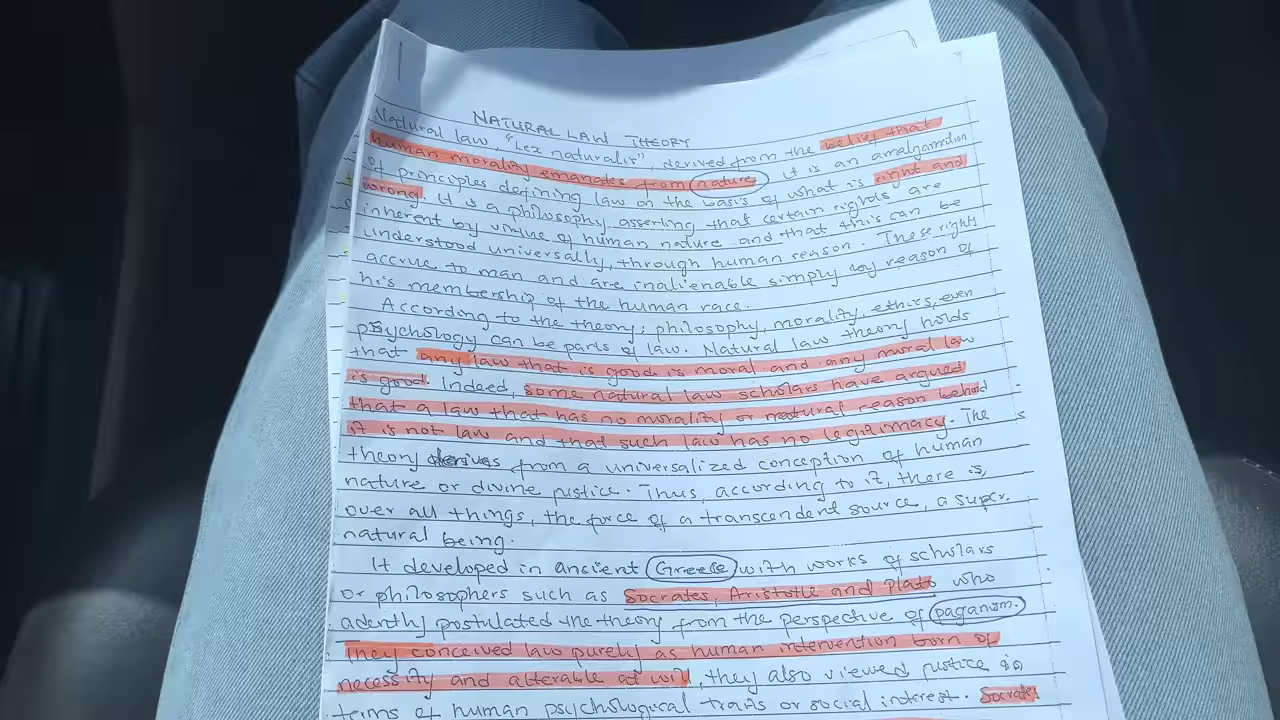 NATURAL LAW THEORY
Natural law, "Lex naturalis", derived from the belief that
human morality emanates from nature. It is an amalgamation
of principles defining law on the basis of what is right and
wrong. It is a philosophy asserting that certain rights are
inherent by virtue of human nature and that this can be
understood universally, through human reason. These rights
accrue to man and are inalienable simply by reason of
his membership of the human race.
According to the theory, philosophy, morality, ethics, even
psychology can be parts of law. Natural law theory holds
that any law that is good is moral and any moral law
is good. Indeed, some natural law scholars have argued
that a law that has no morality or natural reason behind
it is not law and that such law has no legitimacy. The
theory derives from a universalized conception of human
nature or divine justice. Thus, according to it, there is,
over all things, the force of a transcendent source, a super.
natural being.
It developed in ancient Greece with works of scholars
or philosophers such as Socrates, Aristotle and Plato who
postulated the theory from the perspective of paganism.
They conceived law purely as human intervention born of
necessity and alterable at will, they also viewed justice in
terms of human psychological traits or social interest. Socrates